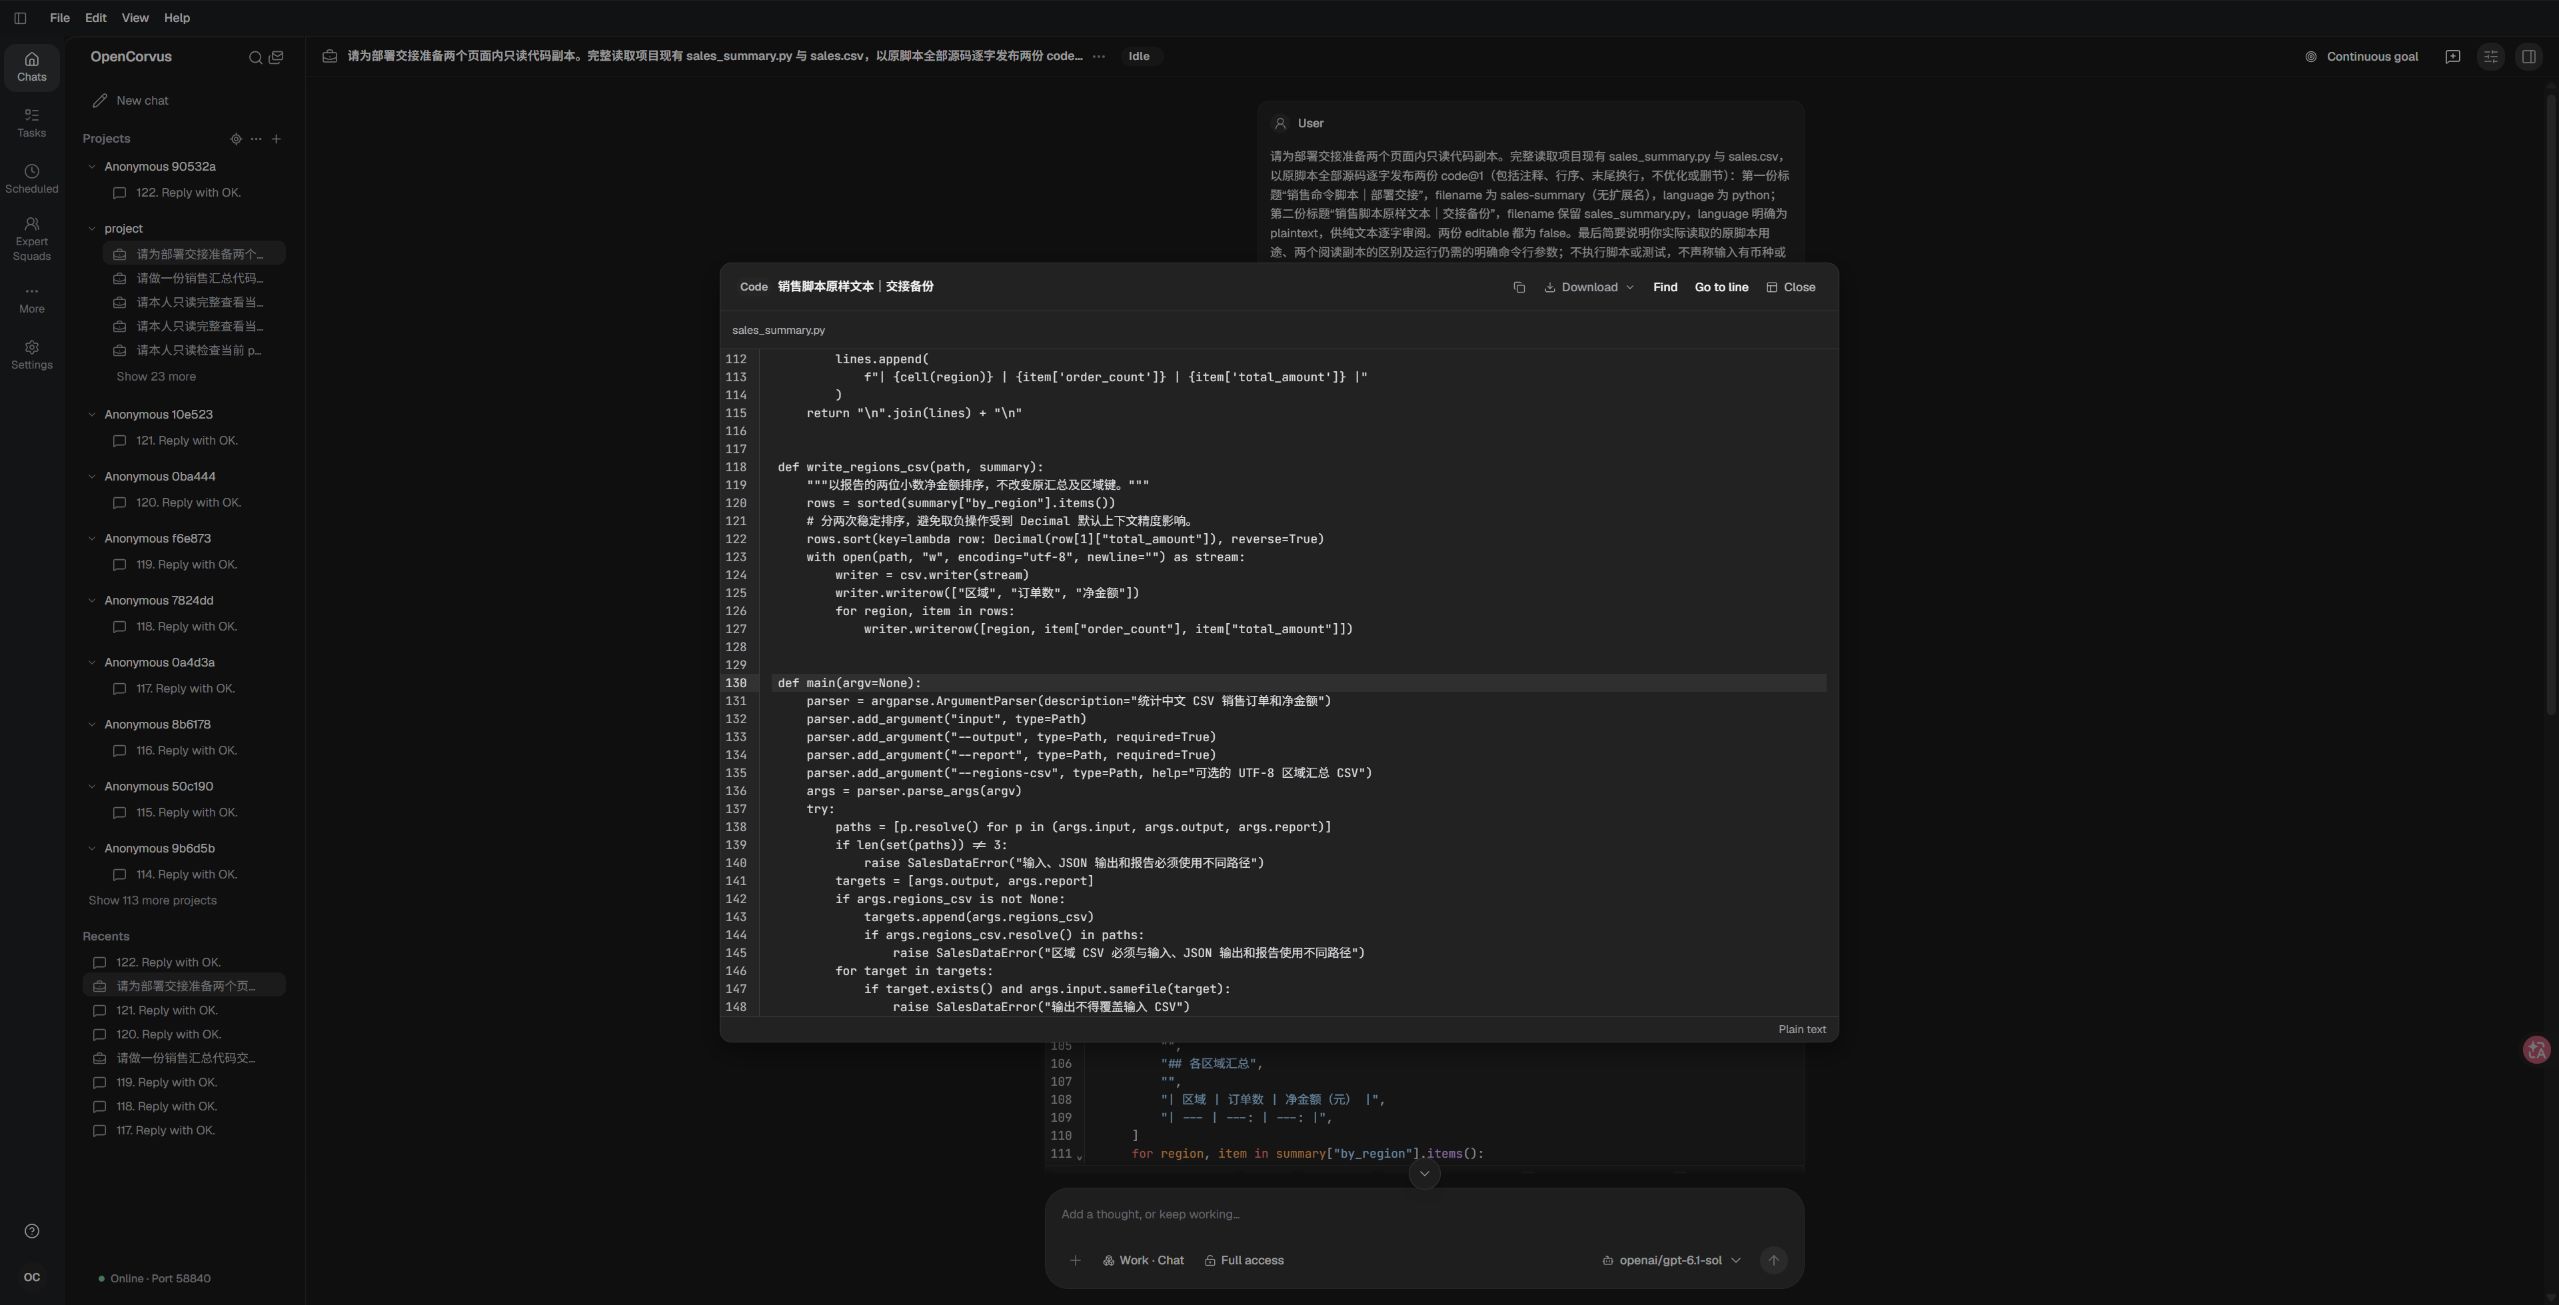 File Edit View Help
Chats
Tasks
Scheduled
Expert
Squads
More
Settings
OC
OpenCorvus
New chat
Projects
Anonymous 90532a
122. Reply with OK.
project
请为部署交接准备两个...
请做一份销售汇总代码...
请本人只读完整查看当...
请本人只读完整查看当...
请本人只读检查当前 p...
Show 23 more
Anonymous 10e523
121. Reply with OK.
Anonymous 0ba444
120. Reply with OK.
Anonymous f6e873
119. Reply with OK.
Anonymous 7824dd
118. Reply with OK.
Anonymous 0a4d3a
117. Reply with OK.
Anonymous 8b6178
116. Reply with OK.
Anonymous 50c190
115. Reply with OK.
Anonymous 9b6d5b
114. Reply with OK.
Show 113 more projects
Recents
122. Reply with OK.
请为部署交接准备两个页...
121. Reply with OK.
120. Reply with OK.
请做一份销售汇总代码交...
119. Reply with OK.
118. Reply with OK.
117. Reply with OK.
Online · Port 58840
请为部署交接准备两个页面内只读代码副本。完整读取项目现有 sales_summary.py 与 sales.csv，以原脚本全部源码逐字发布两份 code... ··· Idle
Continuous goal
User
请为部署交接准备两个页面内只读代码副本。完整读取项目现有 sales_summary.py 与 sales.csv，
以原脚本全部源码逐字发布两份 code@1（包括注释、行序、末尾换行，不优化或删节）：第一份标
题“销售命令脚本｜部署交接”，filename 为 sales-summary（无扩展名），language 为 python；
第二份标题“销售脚本原样文本｜交接备份”，filename 保留 sales_summary.py，language 明确为
plaintext，供纯文本逐字审阅。两份 editable 都为 false。最后简要说明你实际读取的原脚本用
途、两个阅读副本的区别及运行仍需的明确命令行参数；不执行脚本或测试，不声称输入有币种或
Code 销售脚本原样文本｜交接备份 Download Find Go to line Close
sales_summary.py
112 lines.append(
113 f"| {cell(region)} | {item['order_count']} | {item['total_amount']} |"
114 )
115 return "\n".join(lines) + "\n"
116
117
118 def write_regions_csv(path, summary):
119 """以报告的两位小数净金额排序，不改变原汇总及区域键。"""
120 rows = sorted(summary["by_region"].items())
121 # 分两次稳定排序，避免取负操作受到 Decimal 默认上下文精度影响。
122 rows.sort(key=lambda row: Decimal(row[1]["total_amount"]), reverse=True)
123 with open(path, "w", encoding="utf-8", newline="") as stream:
124 writer = csv.writer(stream)
125 writer.writerow(["区域", "订单数", "净金额"])
126 for region, item in rows:
127 writer.writerow([region, item["order_count"], item["total_amount"]])
128
129
130 def main(argv=None):
131 parser = argparse.ArgumentParser(description="统计中文 CSV 销售订单和净金额")
132 parser.add_argument("input", type=Path)
133 parser.add_argument("--output", type=Path, required=True)
134 parser.add_argument("--report", type=Path, required=True)
135 parser.add_argument("--regions-csv", type=Path, help="可选的 UTF-8 区域汇总 CSV")
136 args = parser.parse_args(argv)
137 try:
138 paths = [p.resolve() for p in (args.input, args.output, args.report)]
139 if len(set(paths)) != 3:
140 raise SalesDataError("输入、JSON 输出和报告必须使用不同路径")
141 targets = [args.output, args.report]
142 if args.regions_csv is not None:
143 targets.append(args.regions_csv)
144 if args.regions_csv.resolve() in paths:
145 raise SalesDataError("区域 CSV 必须与输入、JSON 输出和报告使用不同路径")
146 for target in targets:
147 if target.exists() and args.input.samefile(target):
148 raise SalesDataError("输出不得覆盖输入 CSV")
Plain text
105 "",
106 "## 各区域汇总",
107 "",
108 "| 区域 | 订单数 | 净金额（元） |",
109 "| --- | ---: | ---: |",
110 ]
111 for region, item in summary["by_region"].items():
Add a thought, or keep working...
Work · Chat Full access openai/gpt-6.1-sol